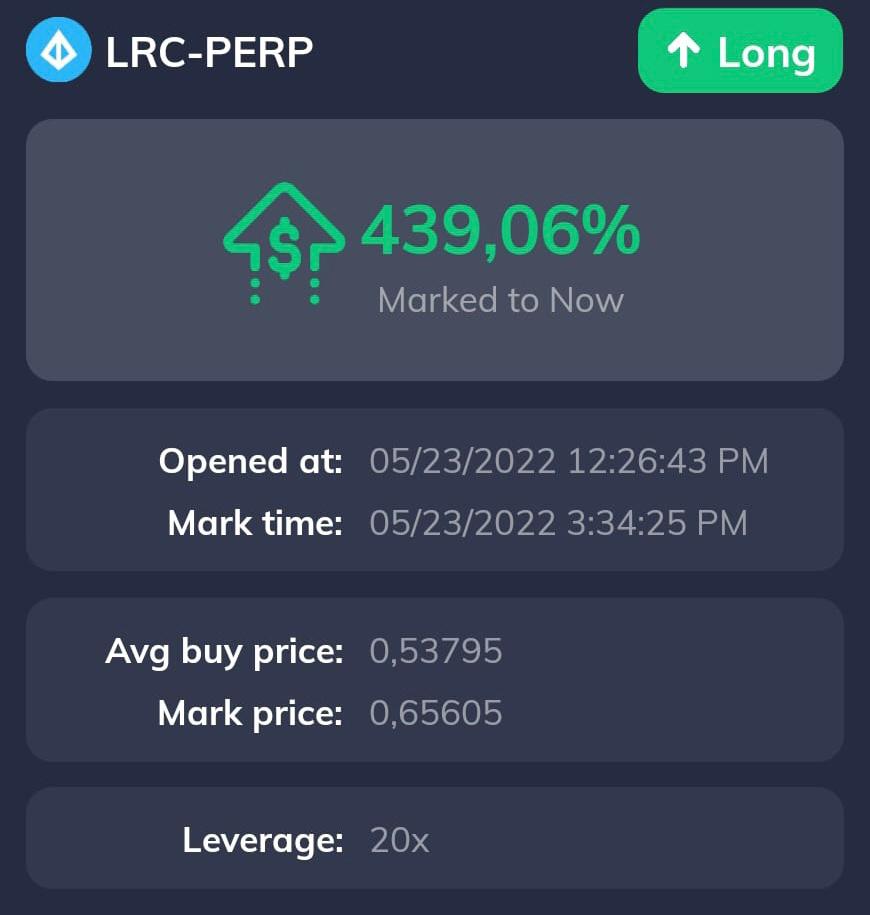 LRC-PERP
Long
439,06%
Marked to Now
Opened at: 05/23/2022 12:26:43 PM
Mark time: 05/23/2022 3:34:25 PM
Avg buy price: 0,53795
Mark price: 0,65605
Leverage: 20x